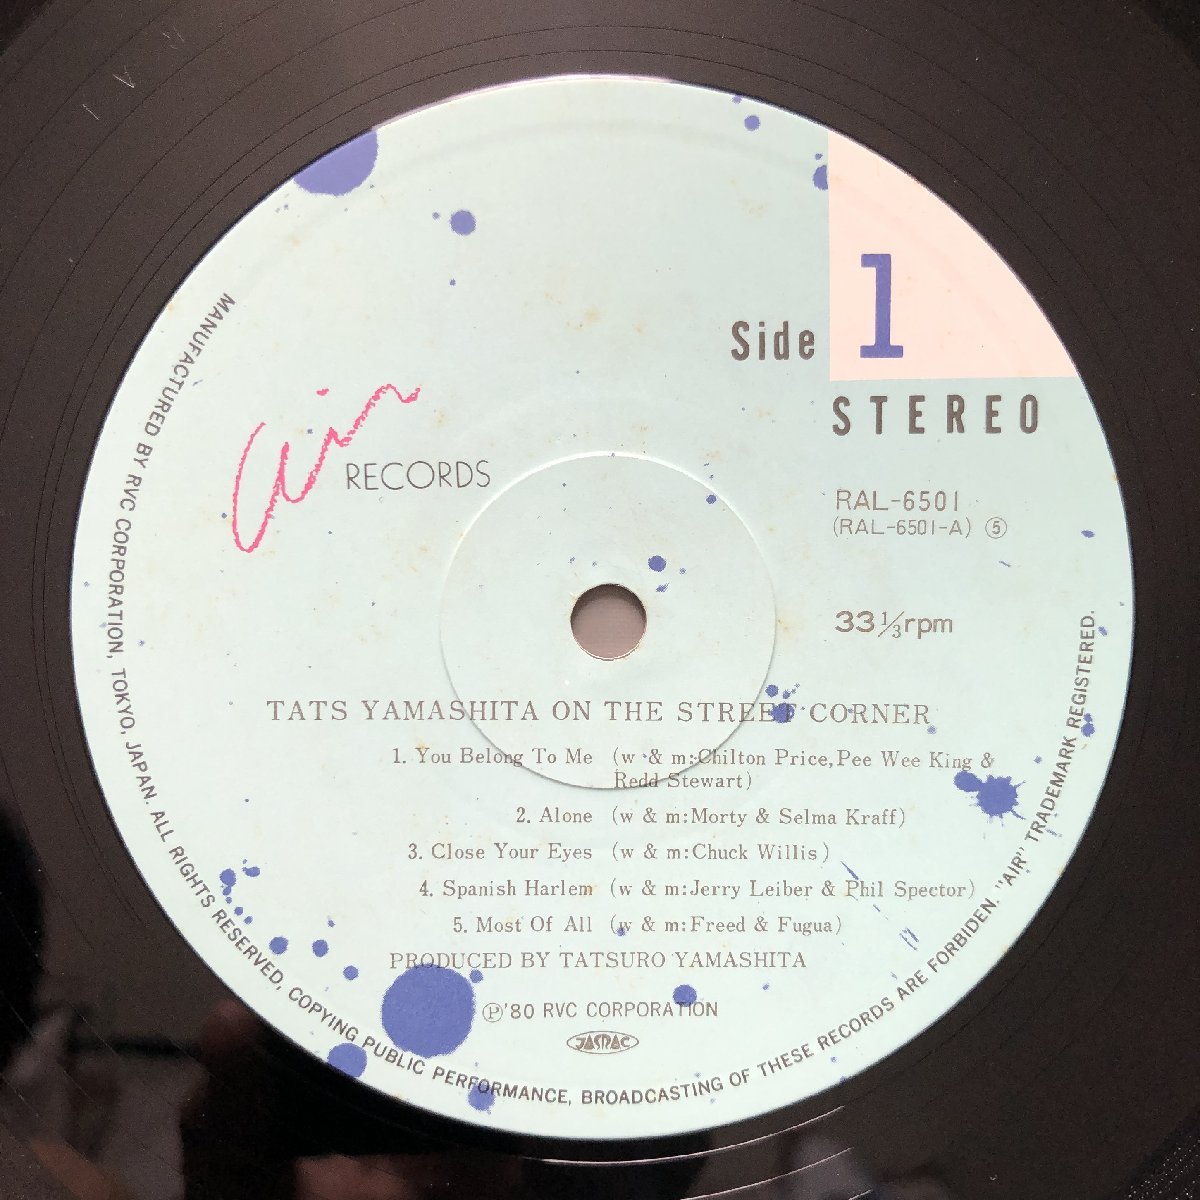 Side 1
STEREO
air RECORDS
RAL-6501
(RAL-6501-A) ⑤
33 1/3 rpm
TATS YAMASHITA ON THE STREET CORNER
1. You Belong To Me (w & m:Chilton Price, Pee Wee King &
Redd Stewart)
2. Alone (w & m:Morty & Selma Kraff)
3. Close Your Eyes (w & m:Chuck Willis)
4. Spanish Harlem (w & m:Jerry Leiber & Phil Spector)
5. Most Of All (w & m:Freed & Fugua)
PRODUCED BY TATSURO YAMASHITA
Ⓟ'80 RVC CORPORATION
JASRAC
MANUFACTURED BY RVC CORPORATION, TOKYO, JAPAN. ALL RIGHTS RESERVED, COPYING PUBLIC PERFORMANCE, BROADCASTING OF THESE RECORDS ARE FORBIDEN. "AIR" TRADEMARK REGISTERED.